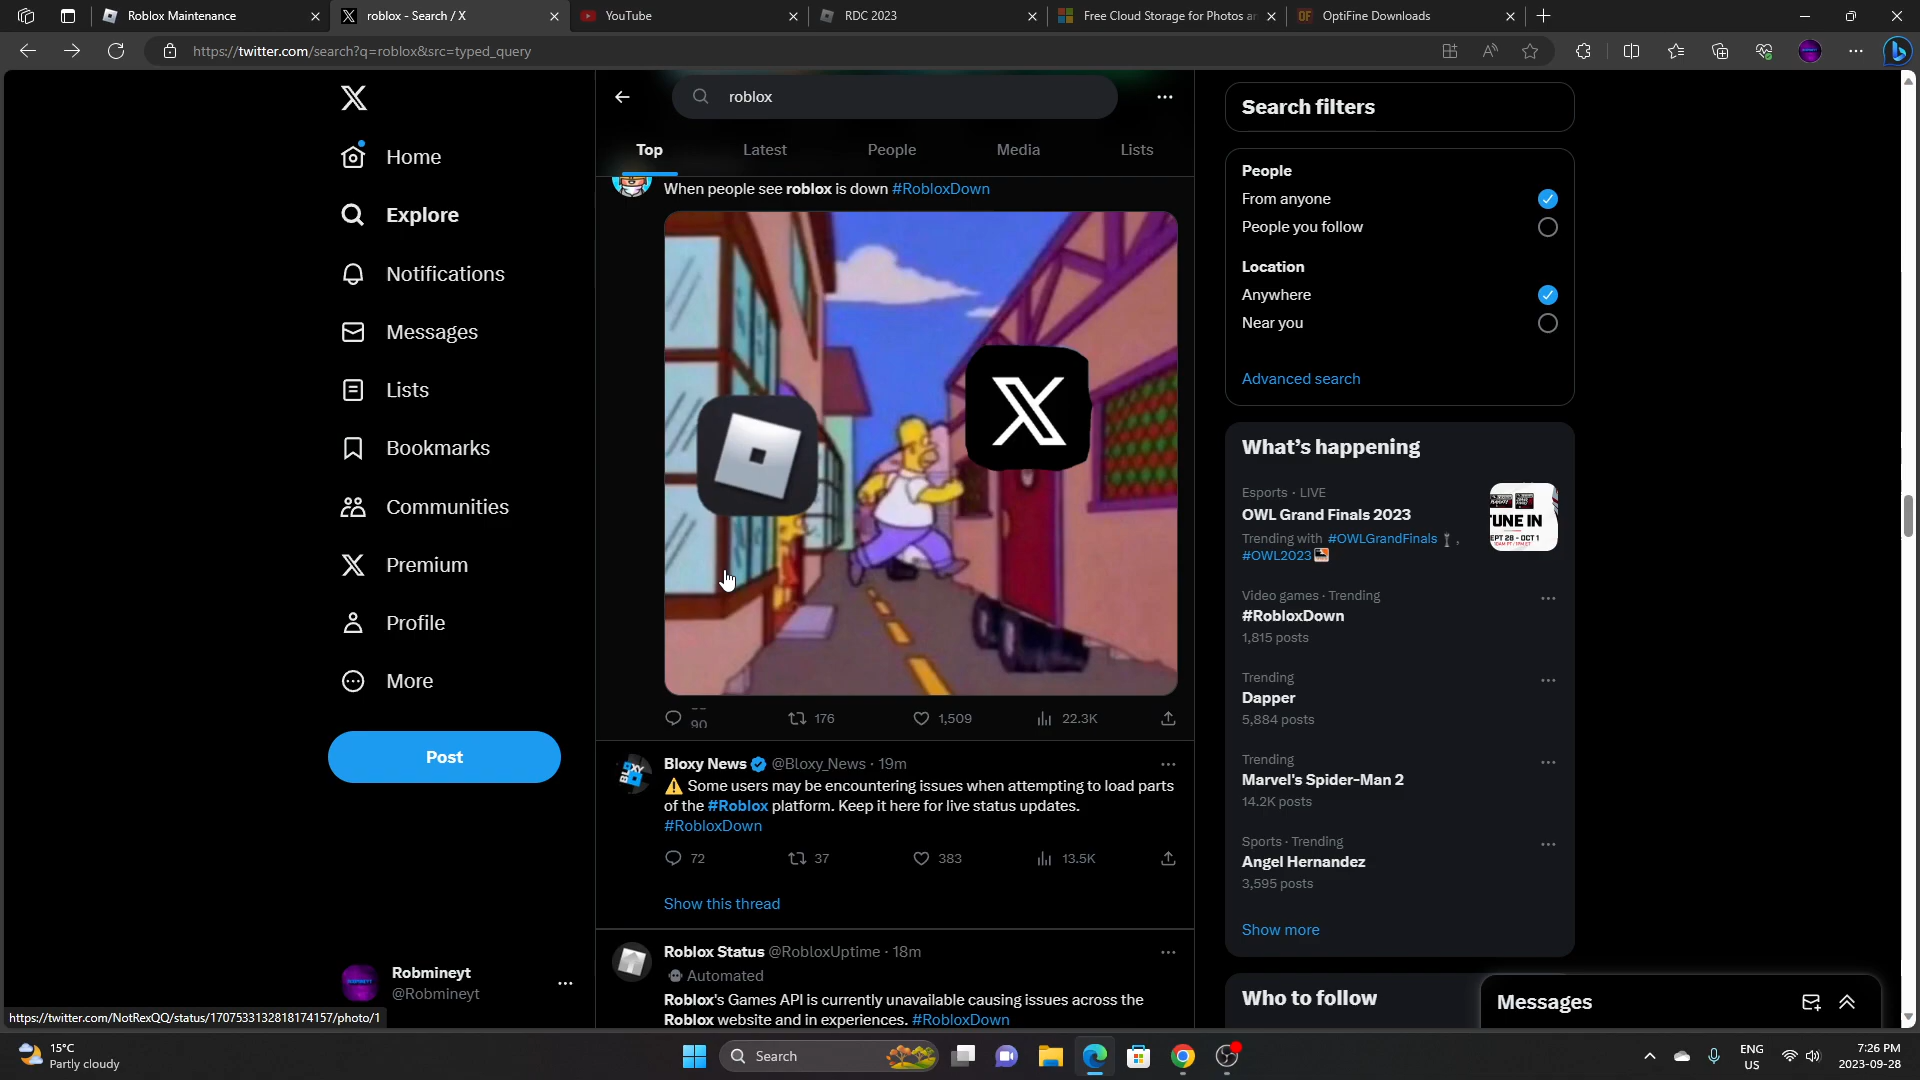 Roblox Maintenance
roblox - Search / X
YouTube
RDC 2023
Free Cloud Storage for Photos ar
OF OptiFine Downloads
https://twitter.com/search?q=roblox&src=typed_query
Home
Explore
Notifications
Messages
Lists
Bookmarks
Communities
Premium
Profile
More
Post
Robmineyt
@Robmineyt
https://twitter.com/NotRexQQ/status/1707533132818174157/photo/1
roblox
Top Latest People Media Lists
When people see roblox is down #RobloxDown
90 176 1,509 22.3K
Bloxy News @Bloxy_News · 19m
⚠️ Some users may be encountering issues when attempting to load parts
of the #Roblox platform. Keep it here for live status updates.
#RobloxDown
72 37 383 13.5K
Show this thread
Roblox Status @RobloxUptime · 18m
Automated
Roblox's Games API is currently unavailable causing issues across the
Roblox website and in experiences. #RobloxDown
Search filters
People
From anyone
People you follow
Location
Anywhere
Near you
Advanced search
What's happening
Esports · LIVE
OWL Grand Finals 2023
Trending with #OWLGrandFinals ,
#OWL2023
TUNE IN
EPT 28 - OCT 1
Video games · Trending
#RobloxDown
1,815 posts
Trending
Dapper
5,884 posts
Trending
Marvel's Spider-Man 2
14.2K posts
Sports · Trending
Angel Hernandez
3,595 posts
Show more
Who to follow
Messages
15°C
Partly cloudy
Search
ENG
US
7:26 PM
2023-09-28